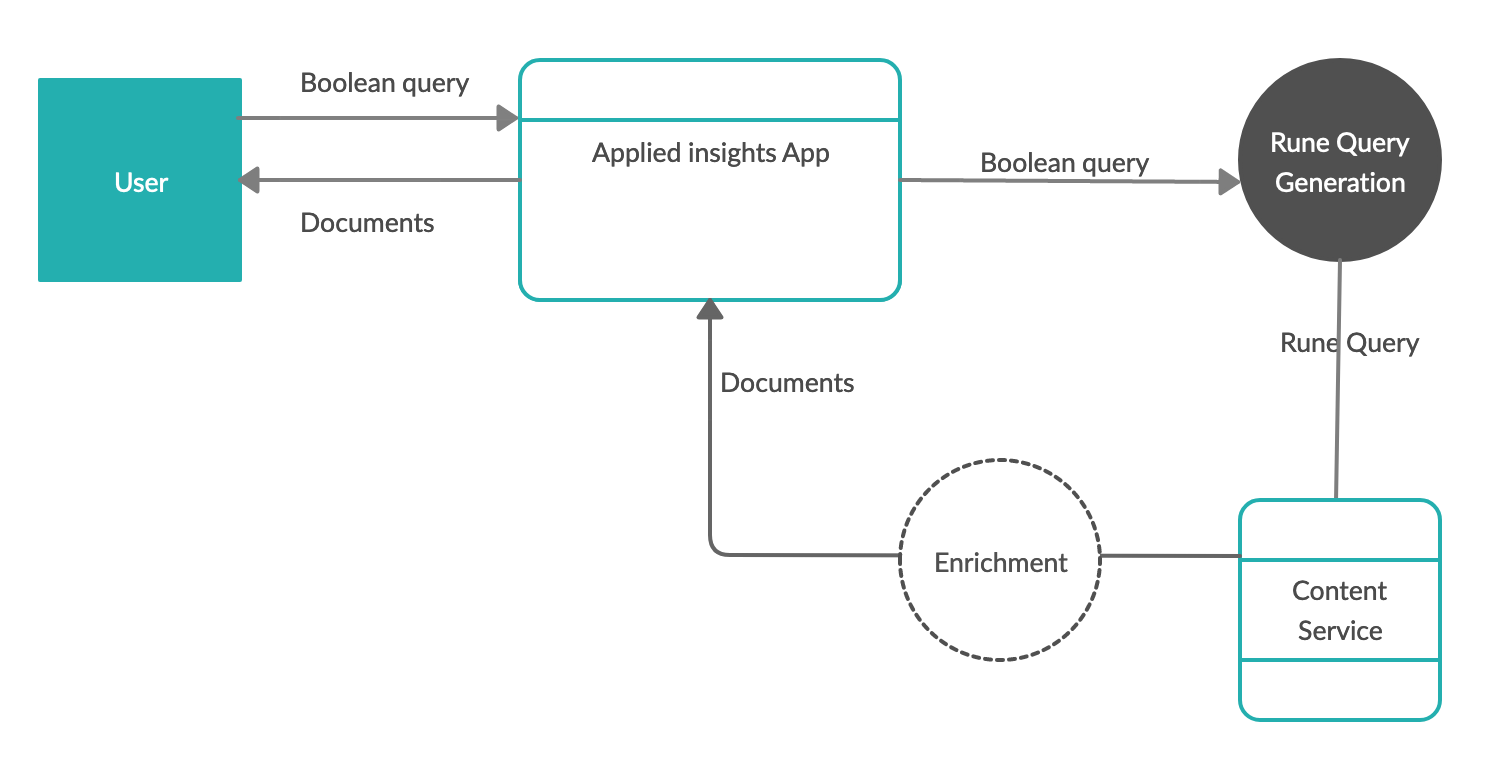 Boolean query
User
Documents
Applied insights App
Boolean query
Rune Query
Generation
Rune Query
Documents
Enrichment
Content
Service